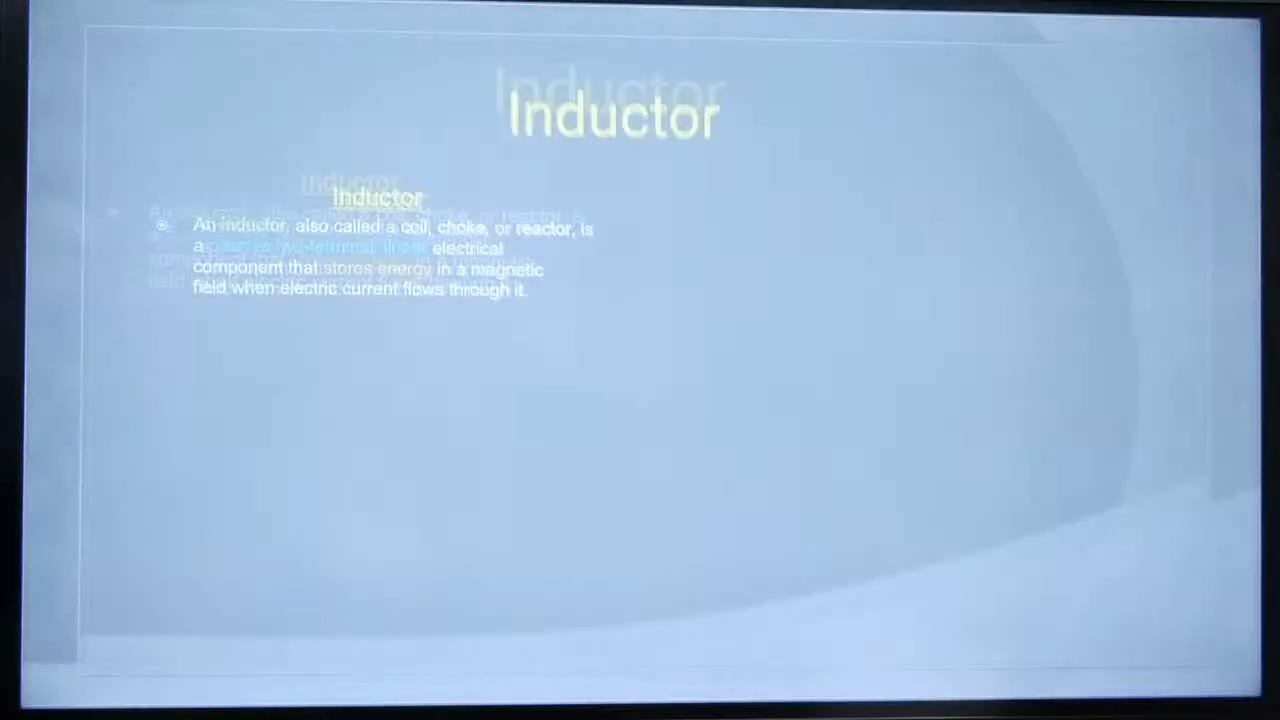 Inductor
Inductor
An inductor, also called a coil, choke, or reactor, is
a passive two-terminal linear electrical
component that stores energy in a magnetic
field when electric current flows through it.